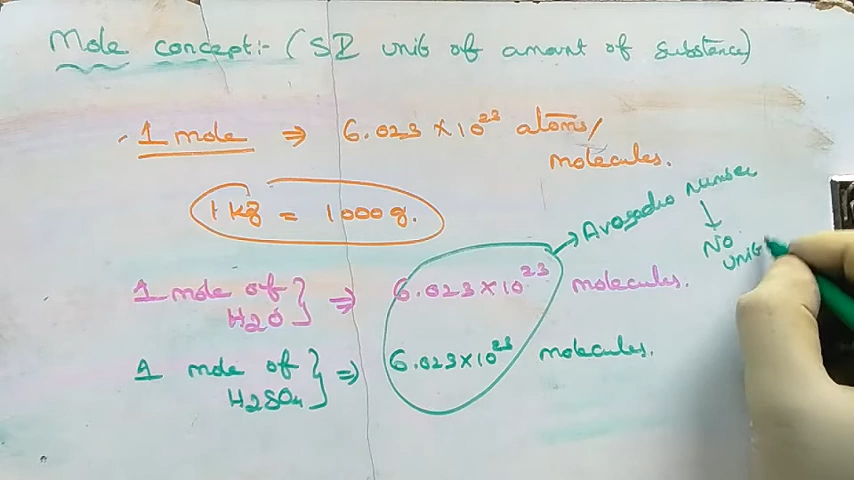 Mole concept:- (SI unit of amount of substance)
1 mole ⇒ 6.023 × 10²³ atoms/
molecules.
1 kg = 1000 g.
Avogadro number
↓
No
unit
1 mole of } ⇒ 6.023 × 10²³ molecules.
H2O
1 mole of } ⇒ 6.023 × 10²³ molecules.
H2SO4